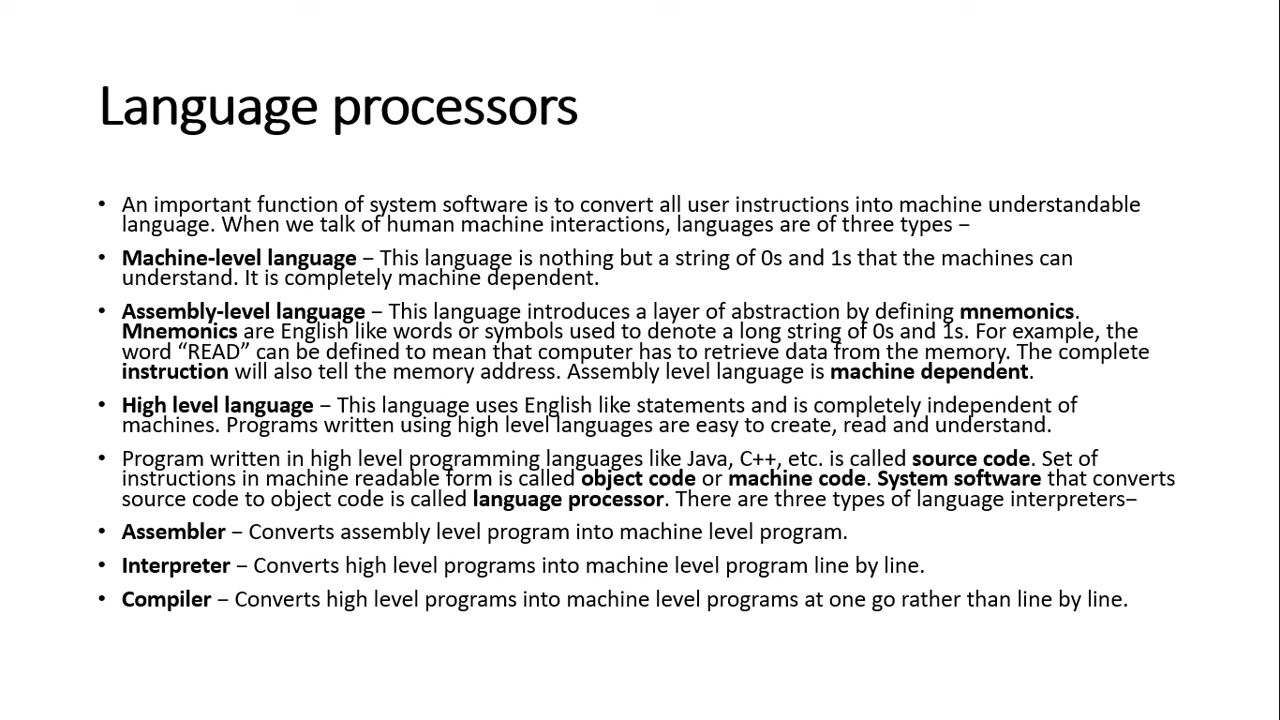 Language processors
• An important function of system software is to convert all user instructions into machine understandable
language. When we talk of human machine interactions, languages are of three types −
• Machine-level language − This language is nothing but a string of 0s and 1s that the machines can
understand. It is completely machine dependent.
• Assembly-level language − This language introduces a layer of abstraction by defining mnemonics.
Mnemonics are English like words or symbols used to denote a long string of 0s and 1s. For example, the
word “READ” can be defined to mean that computer has to retrieve data from the memory. The complete
instruction will also tell the memory address. Assembly level language is machine dependent.
• High level language − This language uses English like statements and is completely independent of
machines. Programs written using high level languages are easy to create, read and understand.
• Program written in high level programming languages like Java, C++, etc. is called source code. Set of
instructions in machine readable form is called object code or machine code. System software that converts
source code to object code is called language processor. There are three types of language interpreters−
• Assembler − Converts assembly level program into machine level program.
• Interpreter − Converts high level programs into machine level program line by line.
• Compiler − Converts high level programs into machine level programs at one go rather than line by line.